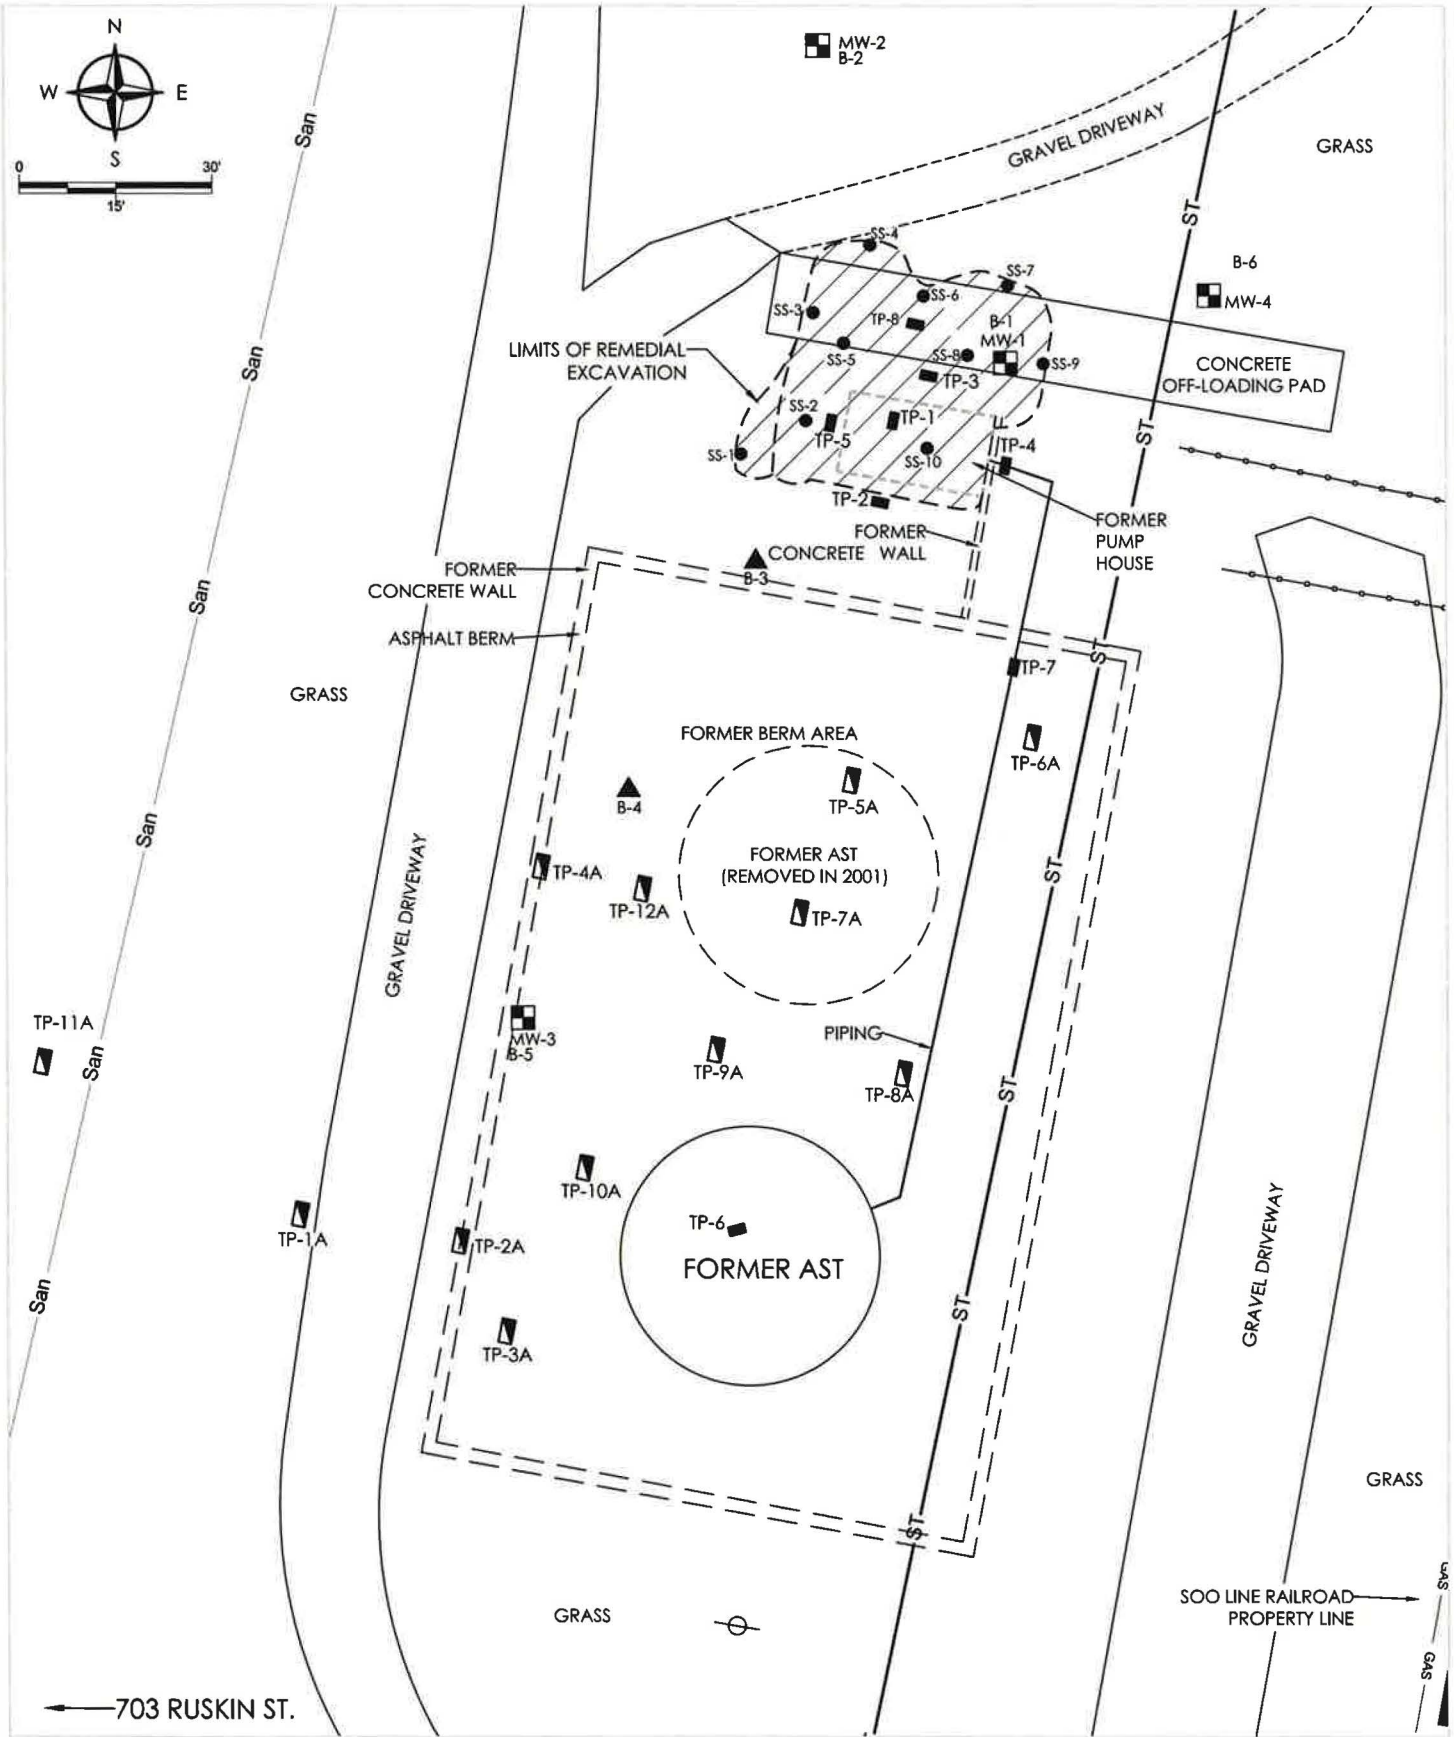 N
W E
S
0 30'
15'
MW-2
B-2
San
GRAVEL DRIVEWAY
GRASS
ST
SS-4
SS-7
B-6
SS-6
MW-4
SS-3
TP-8
B-1
MW-1
SS-5
SS-8
SS-9
LIMITS OF REMEDIAL
EXCAVATION
CONCRETE
OFF-LOADING PAD
San
TP-3
SS-2
TP-1
TP-5
ST
SS-1
SS-10
TP-4
TP-2
FORMER
CONCRETE WALL
FORMER
PUMP
HOUSE
B-3
FORMER
CONCRETE WALL
San
ASPHALT BERM
ST
TP-7
GRASS
FORMER BERM AREA
TP-6A
TP-5A
B-4
San
FORMER AST
(REMOVED IN 2001)
TP-4A
ST
TP-12A
TP-7A
GRAVEL DRIVEWAY
TP-11A
MW-3
B-5
PIPING
San
TP-9A
TP-8A
ST
TP-10A
TP-6
TP-1A
TP-2A
FORMER AST
GRAVEL DRIVEWAY
San
ST
TP-3A
GRASS
ST
GAS
SOO LINE RAILROAD
PROPERTY LINE
GRASS
GAS
703 RUSKIN ST.